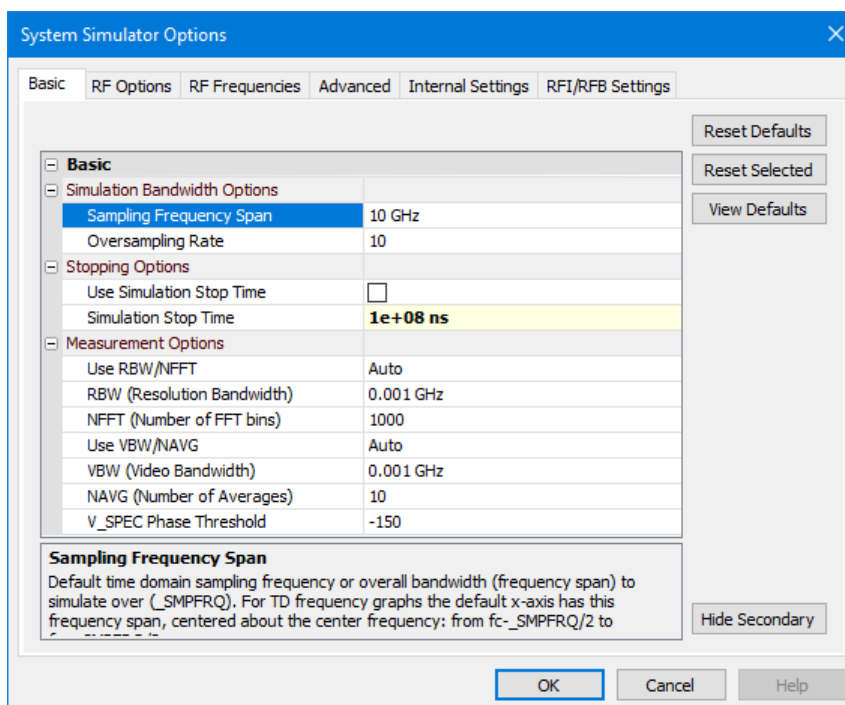 System Simulator Options
Basic RF Options RF Frequencies Advanced Internal Settings RFI/RFB Settings
Reset Defaults
Reset Selected
View Defaults
Basic
Simulation Bandwidth Options
Sampling Frequency Span 10 GHz
Oversampling Rate 10
Stopping Options
Use Simulation Stop Time
Simulation Stop Time 1e+08 ns
Measurement Options
Use RBW/NFFT Auto
RBW (Resolution Bandwidth) 0.001 GHz
NFFT (Number of FFT bins) 1000
Use VBW/NAVG Auto
VBW (Video Bandwidth) 0.001 GHz
NAVG (Number of Averages) 10
V_SPEC Phase Threshold -150
Sampling Frequency Span
Default time domain sampling frequency or overall bandwidth (frequency span) to
simulate over (_SMPFRQ). For TD frequency graphs the default x-axis has this
frequency span, centered about the center frequency: from fc-_SMPFRQ/2 to
Hide Secondary
OK Cancel Help